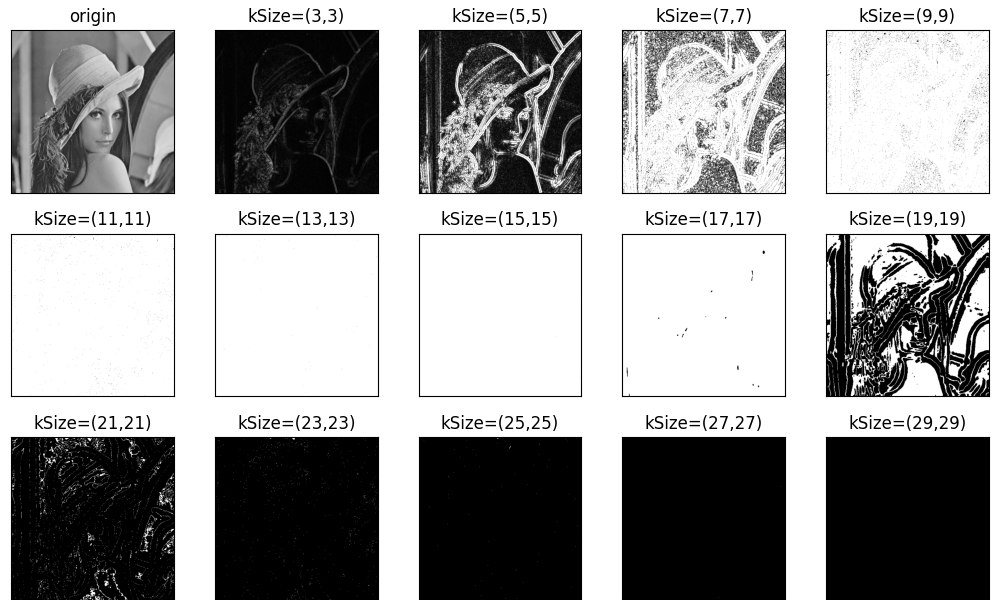 origin
kSize=(3,3)
kSize=(5,5)
kSize=(7,7)
kSize=(9,9)
kSize=(11,11)
kSize=(13,13)
kSize=(15,15)
kSize=(17,17)
kSize=(19,19)
kSize=(21,21)
kSize=(23,23)
kSize=(25,25)
kSize=(27,27)
kSize=(29,29)